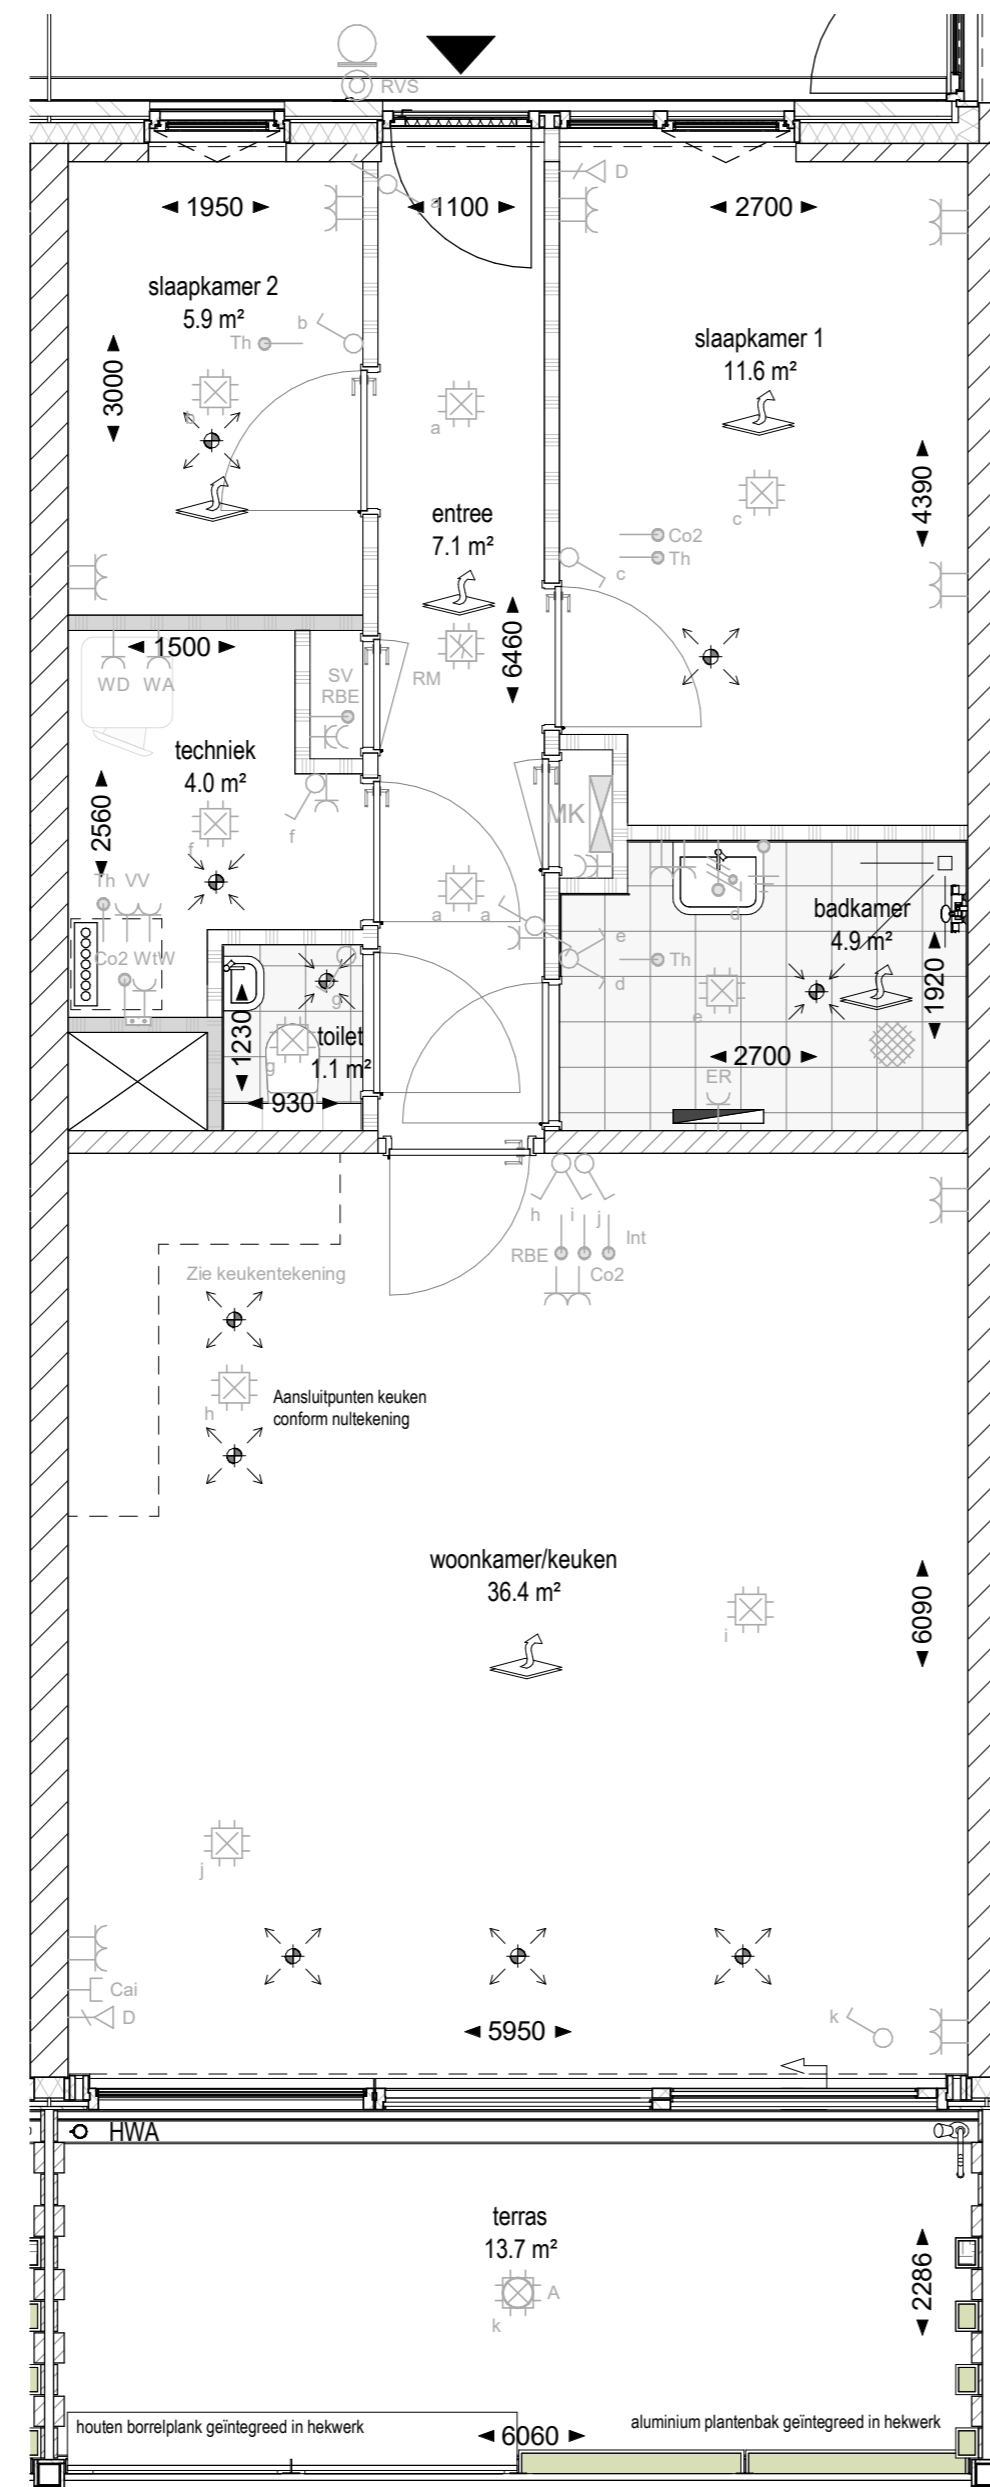 RVS
a
D
1950
1100
2700
slaapkamer 2
5.9 m²
b
Th
slaapkamer 1
11.6 m²
3000
b
a
c
4390
entree
7.1 m²
Co2
Th
c
6460
1500
WD WA
SV
RBE
RM
techniek
4.0 m²
f
f
2560
MK
Th VV
a
a
d
badkamer
4.9 m²
e
d
Th
Co2 WtW
g
e
1920
1230
toilet
1.1 m²
g
2700
930
ER
h
i
j
Int
RBE
Co2
Zie keukentekening
h
Aansluitpunten keuken
conform nultekening
woonkamer/keuken
36.4 m²
6090
i
j
Cai
D
5950
k
HWA
terras
13.7 m²
2286
A
k
houten borrelplank geïntegreed in hekwerk
6060
aluminium plantenbak geïntegreed in hekwerk